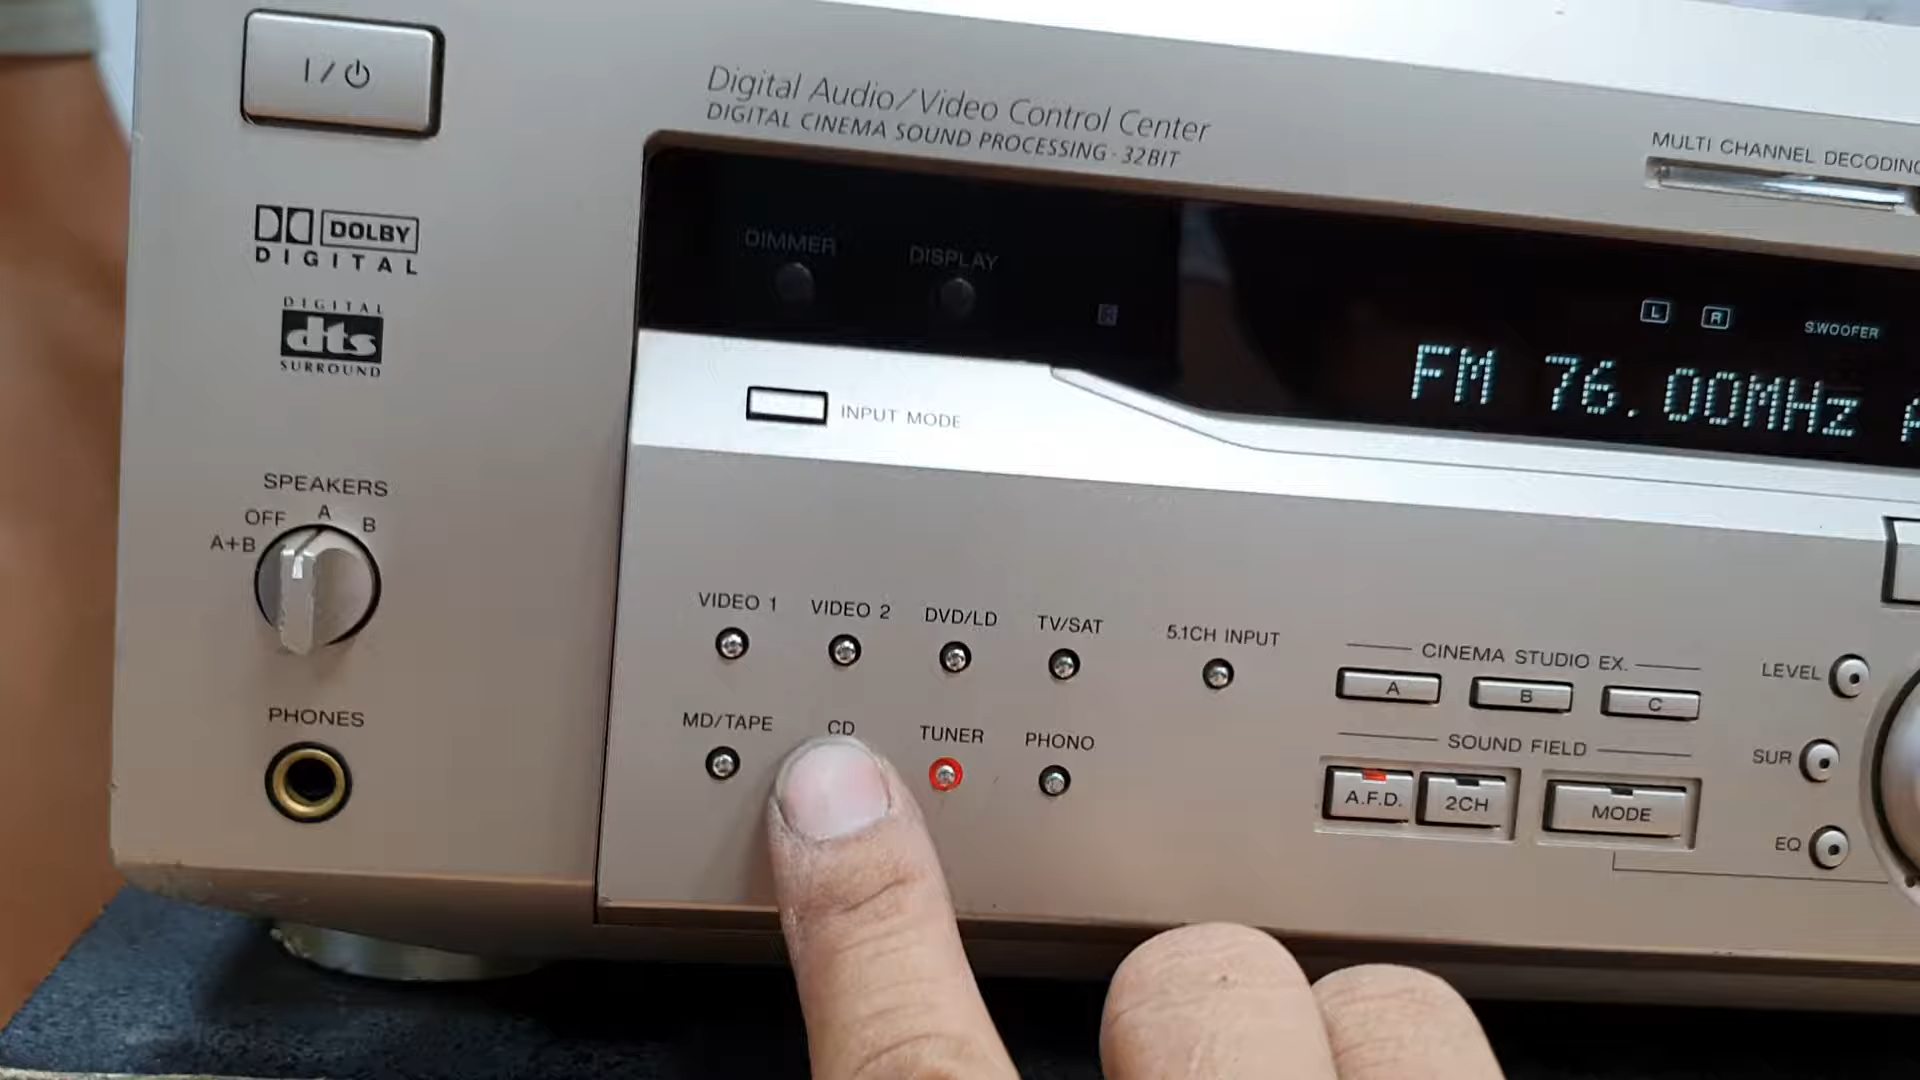 I/⏻
Digital Audio/Video Control Center
DIGITAL CINEMA SOUND PROCESSING · 32BIT
MULTI CHANNEL DECODING
DOLBY
DIGITAL
DIGITAL
dts
SURROUND
DIMMER
DISPLAY
L
R
S.WOOFER
FM 76.00MHz
INPUT MODE
SPEAKERS
OFF
A
B
A+B
PHONES
VIDEO 1
VIDEO 2
DVD/LD
TV/SAT
5.1CH INPUT
MD/TAPE
CD
TUNER
PHONO
CINEMA STUDIO EX.
A
B
C
SOUND FIELD
A.F.D.
2CH
MODE
LEVEL
SUR
EQ